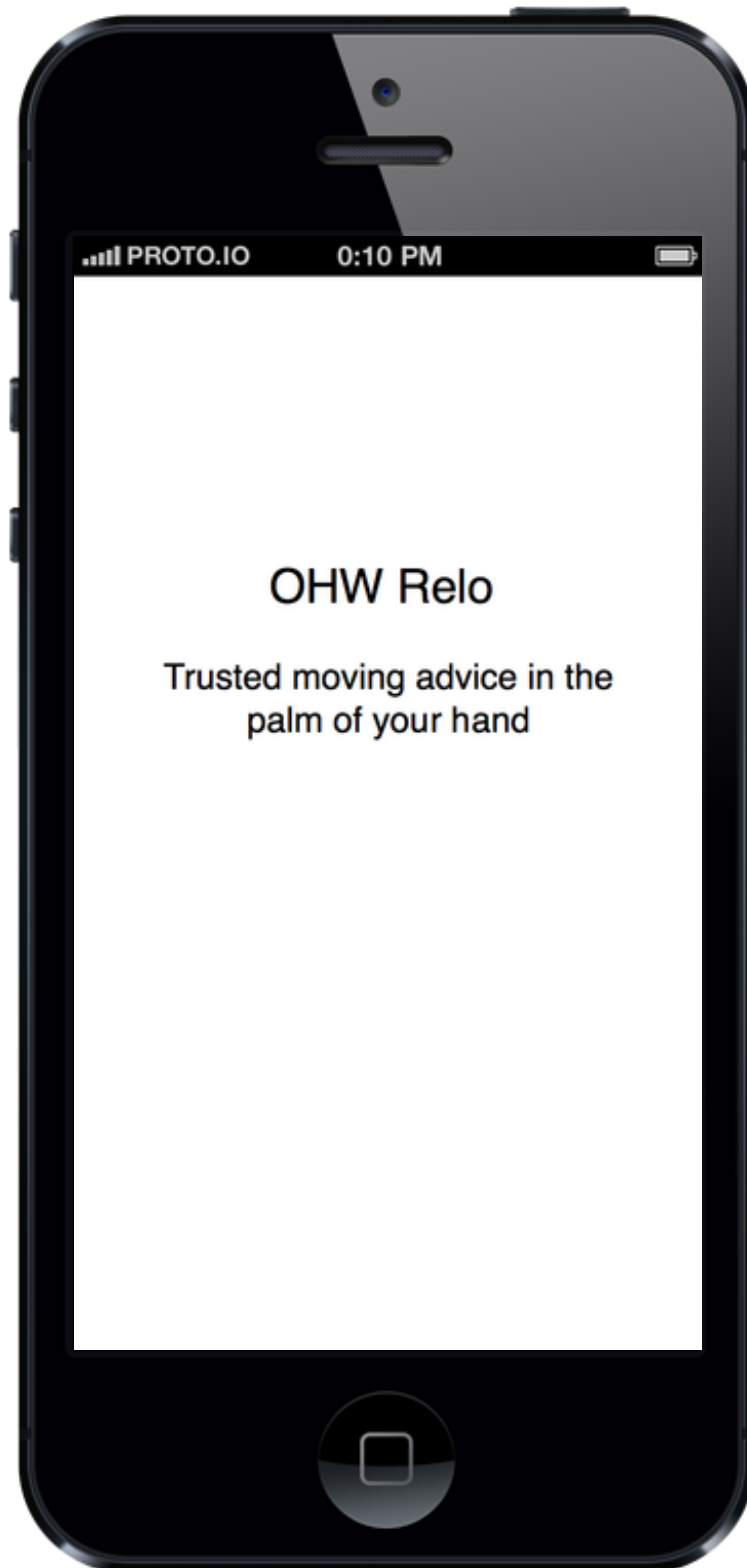 PROTO.IO 0:10 PM
OHW Relo
Trusted moving advice in the
palm of your hand